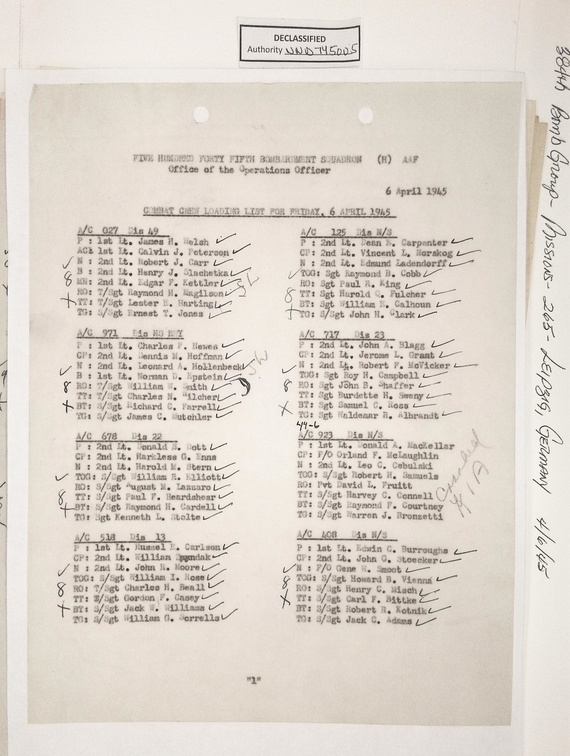 DECLASSIFIED
Authority NND745005
384th Bomb Group - Missions - 265 - Leipzig, Germany 4/6/45
FIVE HUNDRED FORTY FIFTH BOMBARDMENT SQUADRON (H) AAF
Office of the Operations Officer
6 April 1945
COMBAT CREW LOADING LIST FOR FRIDAY, 6 APRIL 1945
A/C 027 Dis 49
P : 1st Lt. James H. Welsh
1st Lt. Calvin J. Peterson
N : 1st Lt. Robert J. Carr
B : 2nd Lt. Henry J. Slachetka
MN: 2nd Lt. Edgar F. Kettler
RO: T/Sgt Raymond H. Wagilson
TT: T/Sgt Lester E. Harting
TG: S/Sgt Ernest T. Jones
A/C 971 Dis
P : 1st Lt. Charles F. Hewes
CP: 2nd Lt. Dennis M. Hoffman
N : 2nd Lt. Leonard A. Hollenbeck
B : 1st Lt. Norman D. Epstein
RO: T/Sgt William W. Smith
TT: T/Sgt Charles N. Pilcher
BT: S/Sgt Richard C. Farrell
TG: S/Sgt James C. Mutchler
A/C 678 Dis 22
P : 2nd Lt. Donald N. Nott
CP: 2nd Lt. Harkless G. Enns
N : 2nd Lt. Harold M. Stern
TOG: S/Sgt William R. Elliott
RO: S/Sgt August M. Lazzaro
TT: S/Sgt Paul F. Beardshear
BT: S/Sgt Raymond H. Cardell
TG: Sgt Kenneth L. Stolte
A/C 518 Dis 13
P : 1st Lt. Russel E. Carlson
CP: 2nd Lt. William
N : 2nd Lt. John R. Moore
TOG: S/Sgt William I. Rose
RO: T/Sgt Charles H. Beall
TT: S/Sgt Gordon F. Casey
BT: S/Sgt Jack W. Williams
TG: S/Sgt William G. Sorrells
A/C 125 Dis N/S
P : 2nd Lt. Dean E. Carpenter
CP: 2nd Lt. Vincent L. Norskog
N : 2nd Lt. Edmund Ladendorff
TOG: Sgt Raymond B. Cobb
RO: Sgt Paul R. King
TT: Sgt Harold G. Fulcher
BT: Sgt William H. Calhoun
TG: S/Sgt John H. Clark
A/C 717 Dis 23
P : 2nd Lt. John A. Blagg
CP: 2nd Lt. Jerome L. Grant
N : 2nd Lt. Robert F. McVicker
TOG: Sgt Roy H. Campbell
RO: Sgt John B. Shaffer
TT: Sgt Burdette H. Sweny
BT: Sgt Samuel C. Ross
TG: Sgt Waldemar R. Albrandt
44-6
A/C 923 Dis N/S
P : 1st Lt. Donald A. MacKellar
CP: F/O Orland F. McLaughlin
N : 2nd Lt. Leo G. Cebulski
TOG: S/Sgt Robert H. Samuels
RO: Pvt David L. Pruitt
TT: S/Sgt Harvey C. Connell
BT: S/Sgt Raymond F. Courtney
TG: S/Sgt Warren J. Bronzetti
A/C 408 Dis N/S
P : 1st Lt. Edwin C. Burroughs
CP: 2nd Lt. John G. Stoecker
N : F/O Gene W. Smoot
TOG: S/Sgt Howard B. Vienna
RO: S/Sgt Henry C. Misch
TT: S/Sgt Carl F. Bittke
BT: S/Sgt Robert R. Kotnik
TG: S/Sgt Jack C. Adams
"1"